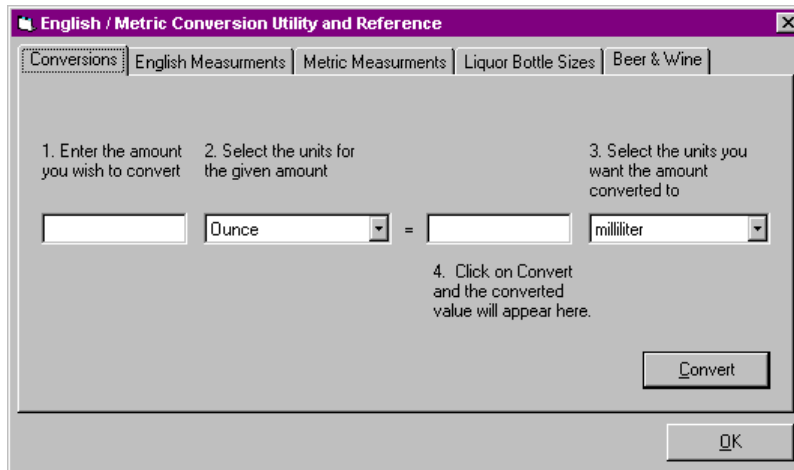 English / Metric Conversion Utility and Reference
Conversions English Measurments Metric Measurments Liquor Bottle Sizes Beer & Wine
1. Enter the amount
you wish to convert
2. Select the units for
the given amount
3. Select the units you
want the amount
converted to
Ounce = milliliter
4. Click on Convert
and the converted
value will appear here.
Convert
OK